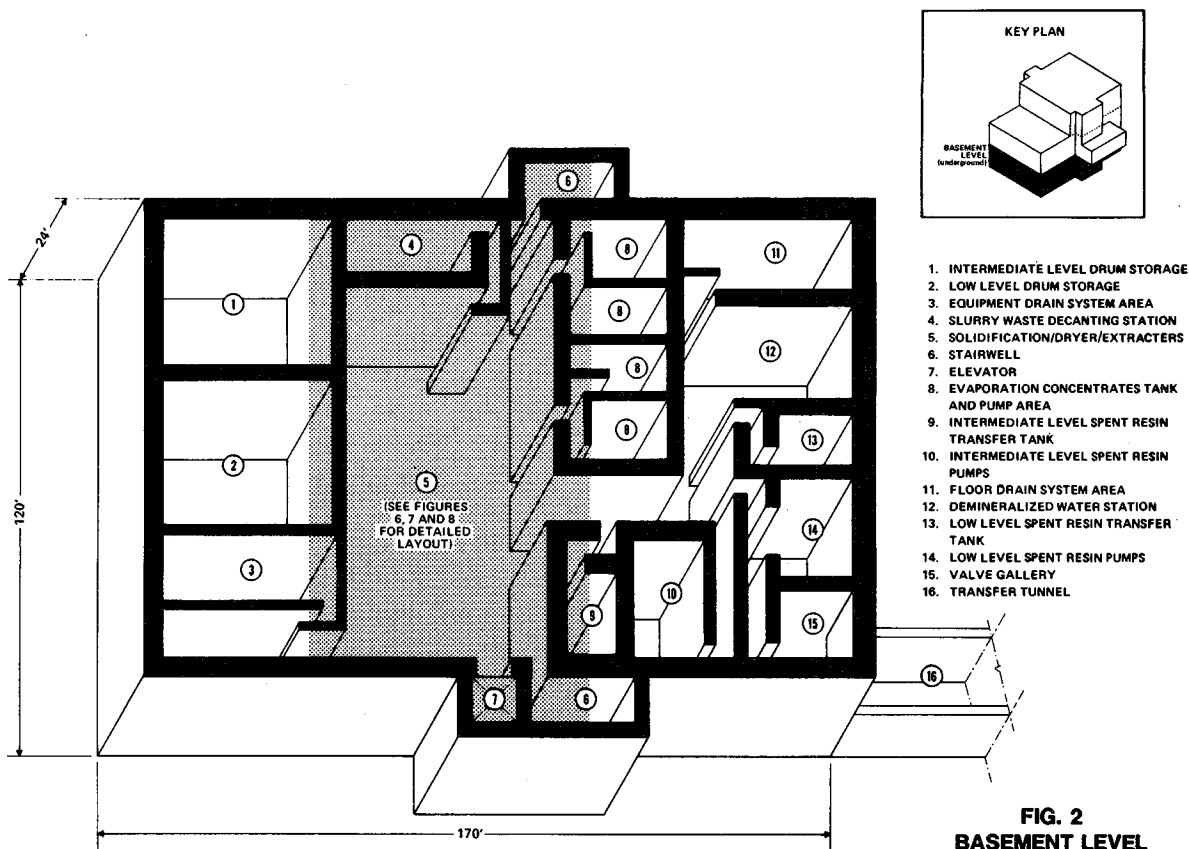 KEY PLAN
BASEMENT
LEVEL
(underground)
6
24'
4
8
11
1
8
12
8
8
13
2
5
(SEE FIGURES
6, 7 AND 8
FOR DETAILED
LAYOUT)
120'
14
3
10
9
15
16
7
6
170'
1. INTERMEDIATE LEVEL DRUM STORAGE
2. LOW LEVEL DRUM STORAGE
3. EQUIPMENT DRAIN SYSTEM AREA
4. SLURRY WASTE DECANTING STATION
5. SOLIDIFICATION/DRYER/EXTRACTERS
6. STAIRWELL
7. ELEVATOR
8. EVAPORATION CONCENTRATES TANK
AND PUMP AREA
9. INTERMEDIATE LEVEL SPENT RESIN
TRANSFER TANK
10. INTERMEDIATE LEVEL SPENT RESIN
PUMPS
11. FLOOR DRAIN SYSTEM AREA
12. DEMINERALIZED WATER STATION
13. LOW LEVEL SPENT RESIN TRANSFER
TANK
14. LOW LEVEL SPENT RESIN PUMPS
15. VALVE GALLERY
16. TRANSFER TUNNEL
FIG. 2
BASEMENT LEVEL